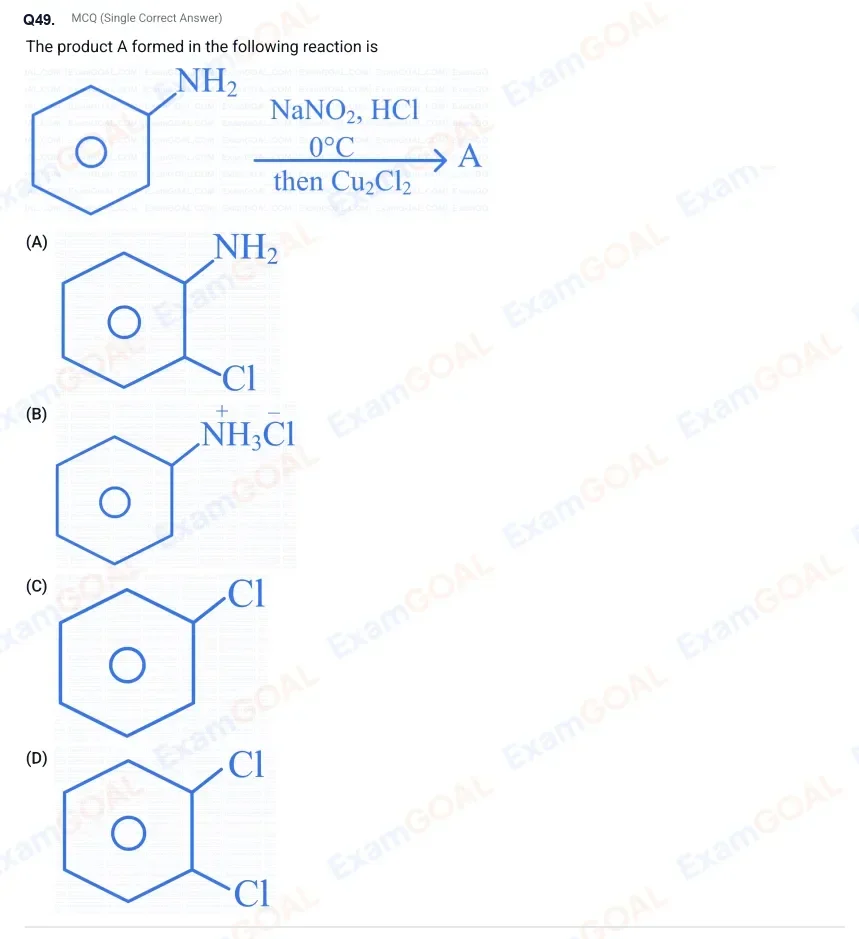 Q49. MCQ (Single Correct Answer)
The product A formed in the following reaction is
NH₂
NaNO₂, HCl
0°C
then Cu₂Cl₂
A
(A)
NH₂
Cl
(B)
+ −
NH₃Cl
(C)
Cl
(D)
Cl
Cl
ExamGOAL